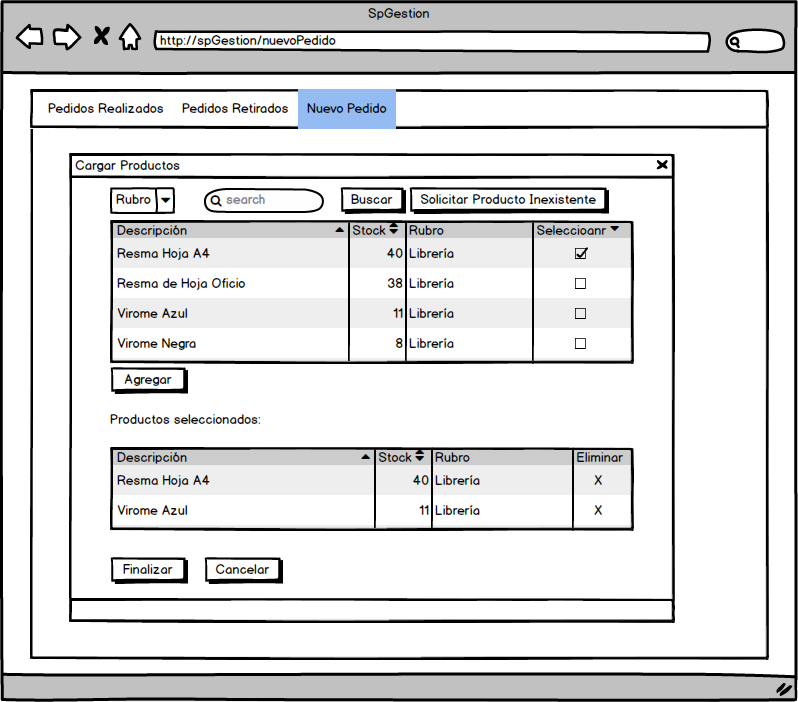 SpGestion
http://spGestion/nuevoPedido
Pedidos Realizados Pedidos Retirados Nuevo Pedido
Cargar Productos
Rubro search Buscar Solicitar Producto Inexistente
Descripción Stock Rubro Seleccioanr
Resma Hoja A4 40 Librería
Resma de Hoja Oficio 38 Librería
Virome Azul 11 Librería
Virome Negra 8 Librería
Agregar
Productos seleccionados:
Descripción Stock Rubro Eliminar
Resma Hoja A4 40 Librería X
Virome Azul 11 Librería X
Finalizar Cancelar